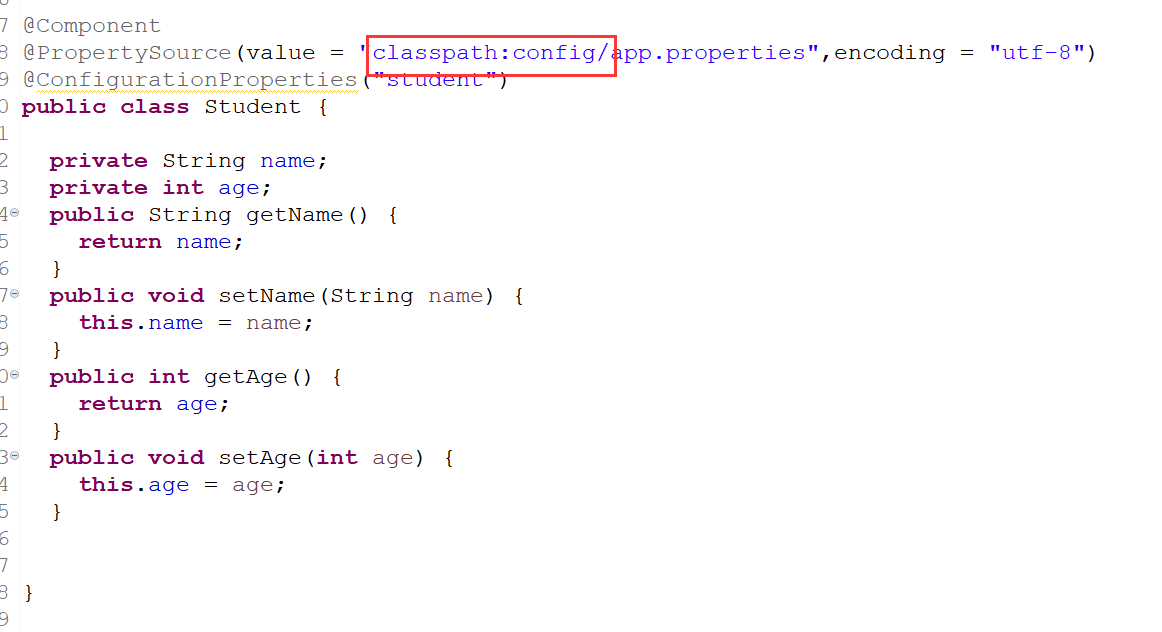 7 @Component
8 @PropertySource(value = "classpath:config/app.properties",encoding = "utf-8")
9 @ConfigurationProperties("student")
0 public class Student {
1
2 private String name;
3 private int age;
4 public String getName() {
5 return name;
6 }
7 public void setName(String name) {
8 this.name = name;
9 }
0 public int getAge() {
1 return age;
2 }
3 public void setAge(int age) {
4 this.age = age;
5 }
6
7
8 }
9